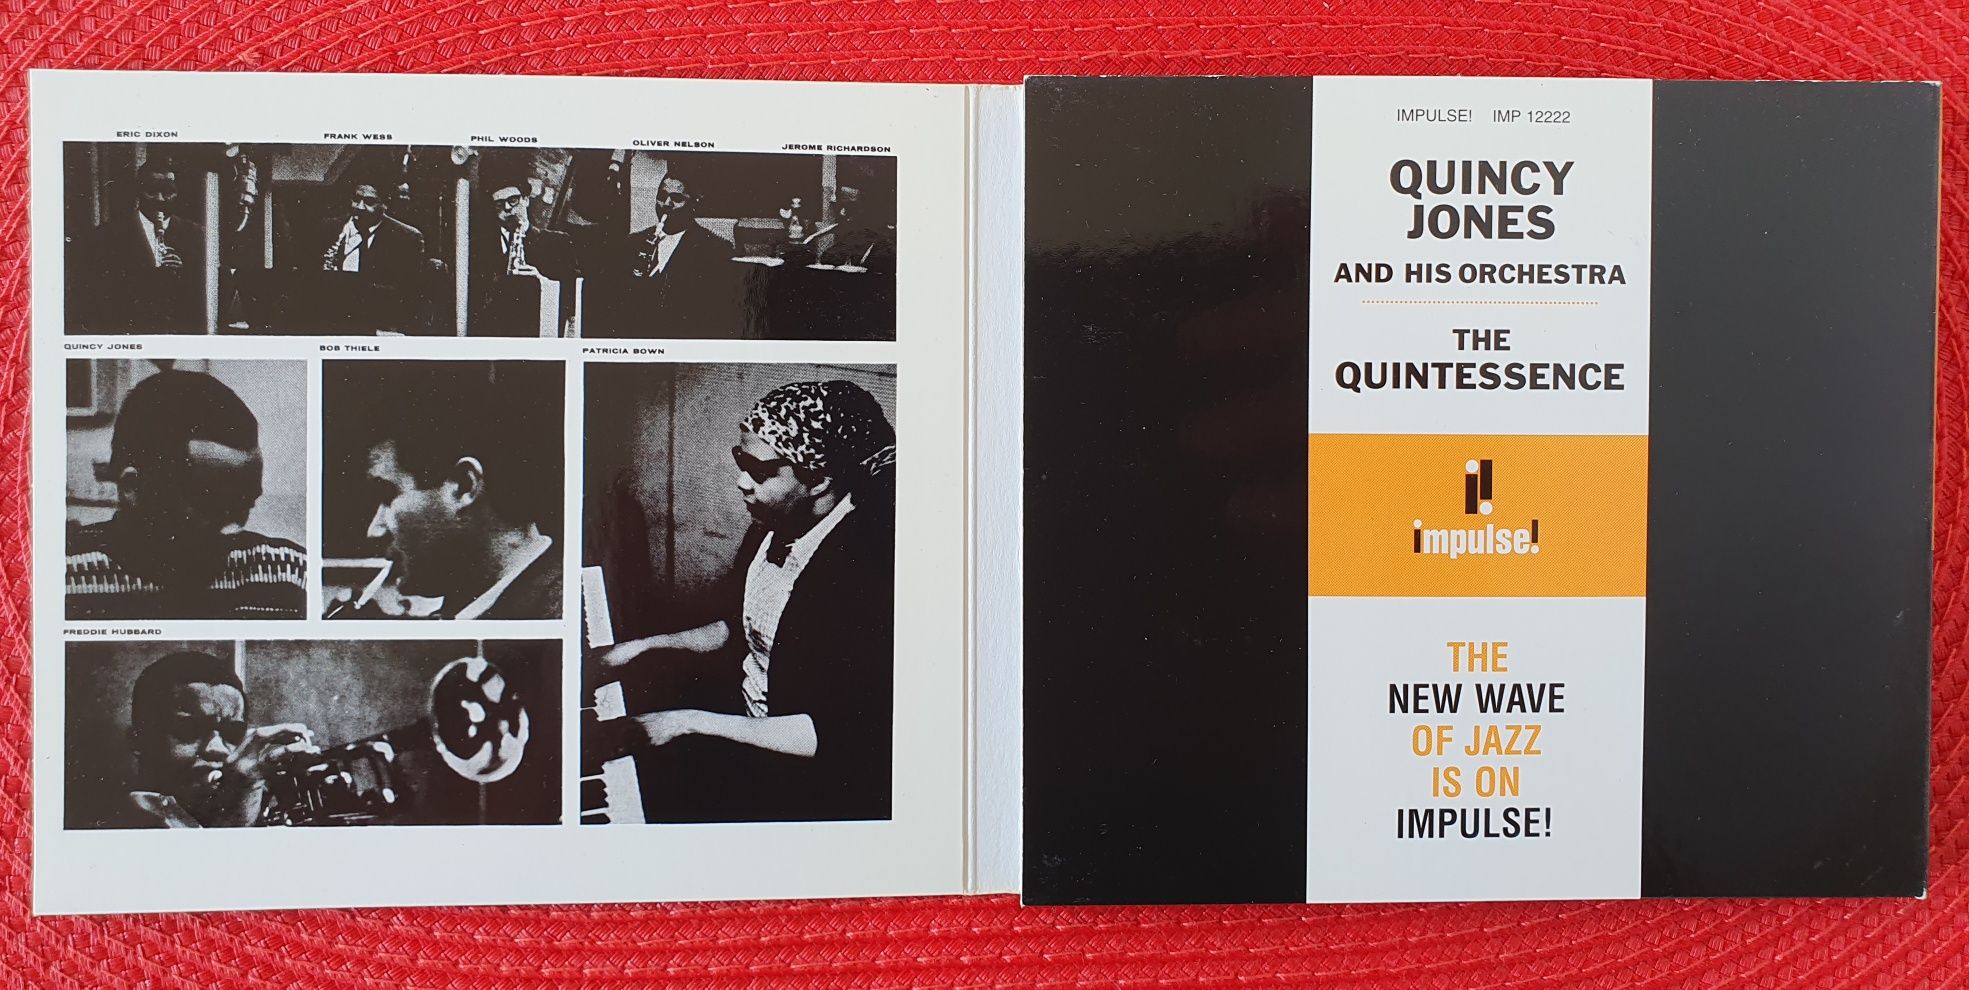 ERIC DIXON
FRANK WESS
PHIL WOODS
OLIVER NELSON
JEROME RICHARDSON
QUINCY JONES
BOB THIELE
PATRICIA BOWN
FREDDIE HUBBARD
IMPULSE! IMP 12222
QUINCY
JONES
AND HIS ORCHESTRA
THE
QUINTESSENCE
i!
impulse!
THE
NEW WAVE
OF JAZZ
IS ON
IMPULSE!